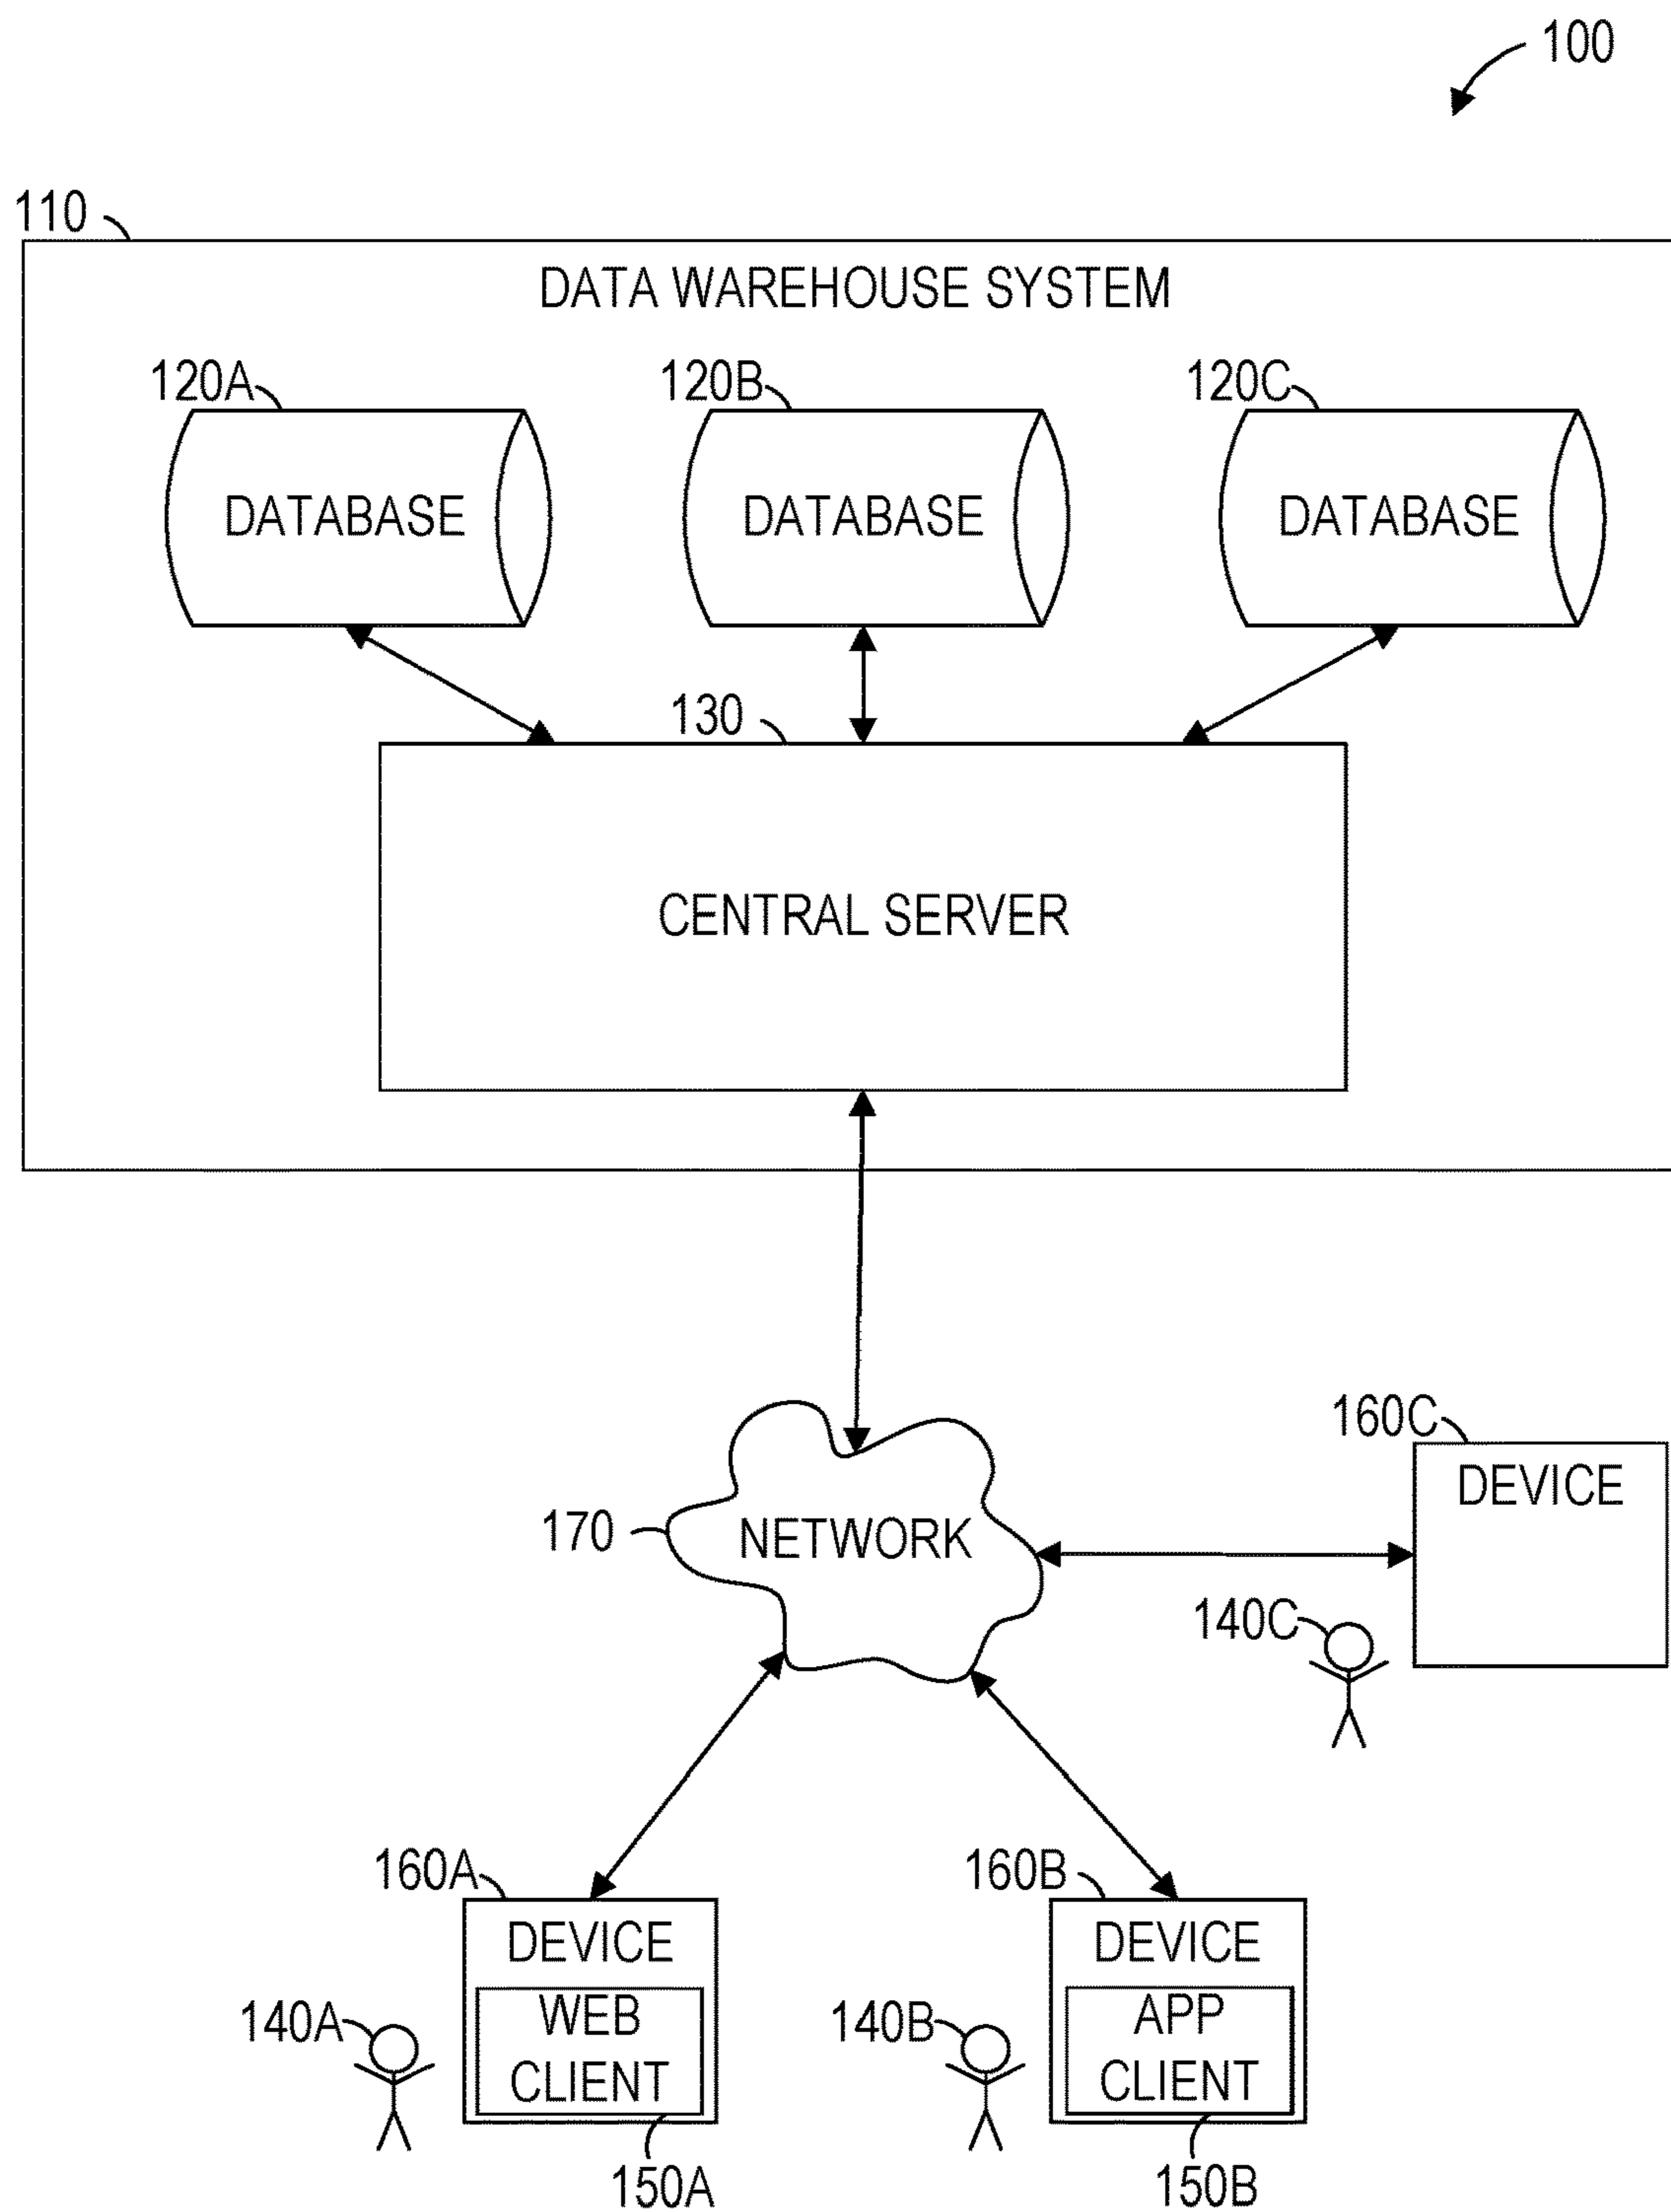 100
110
DATA WAREHOUSE SYSTEM
120A
120B
120C
DATABASE
DATABASE
DATABASE
130
CENTRAL SERVER
160C
DEVICE
170
NETWORK
140C
160A
160B
DEVICE
DEVICE
140A
WEB
CLIENT
140B
APP
CLIENT
150A
150B